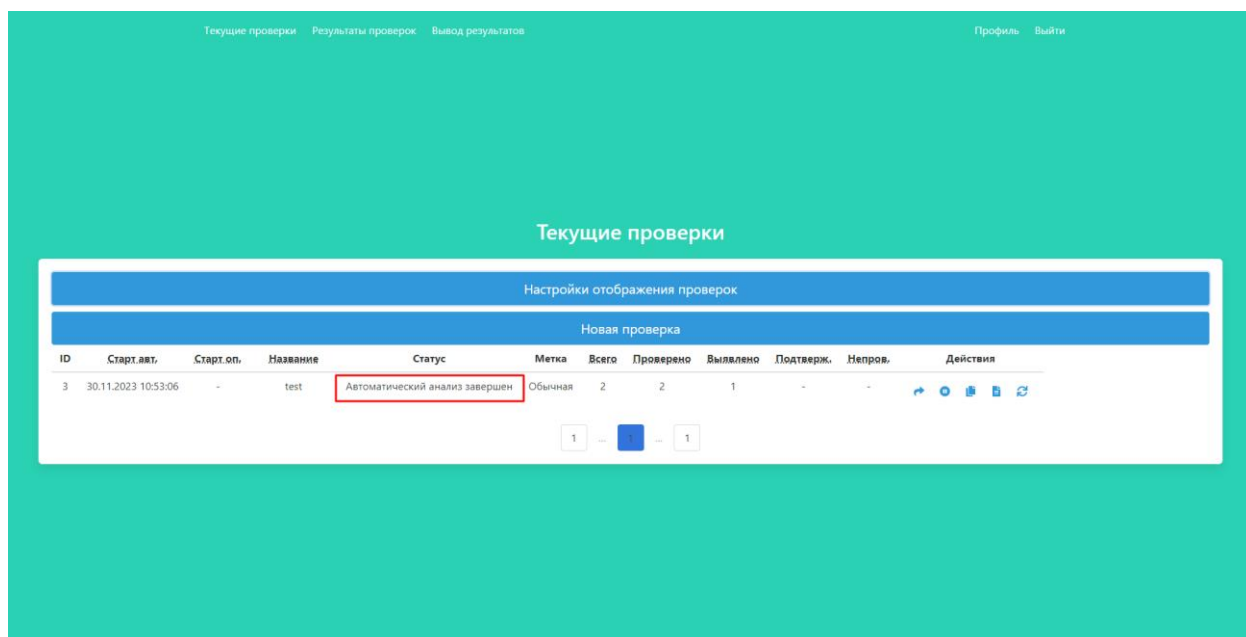 Текущие проверки Результаты проверок Вывод результатов Профиль Выйти
Текущие проверки
Настройки отображения проверок
Новая проверка
ID Старт авт. Старт оп. Название Статус Метка Всего Проверено Выявлено Подтверж. Непров. Действия
3 30.11.2023 10:53:06 - test Автоматический анализ завершен Обычная 2 2 1 - -
1 ... 1 ... 1